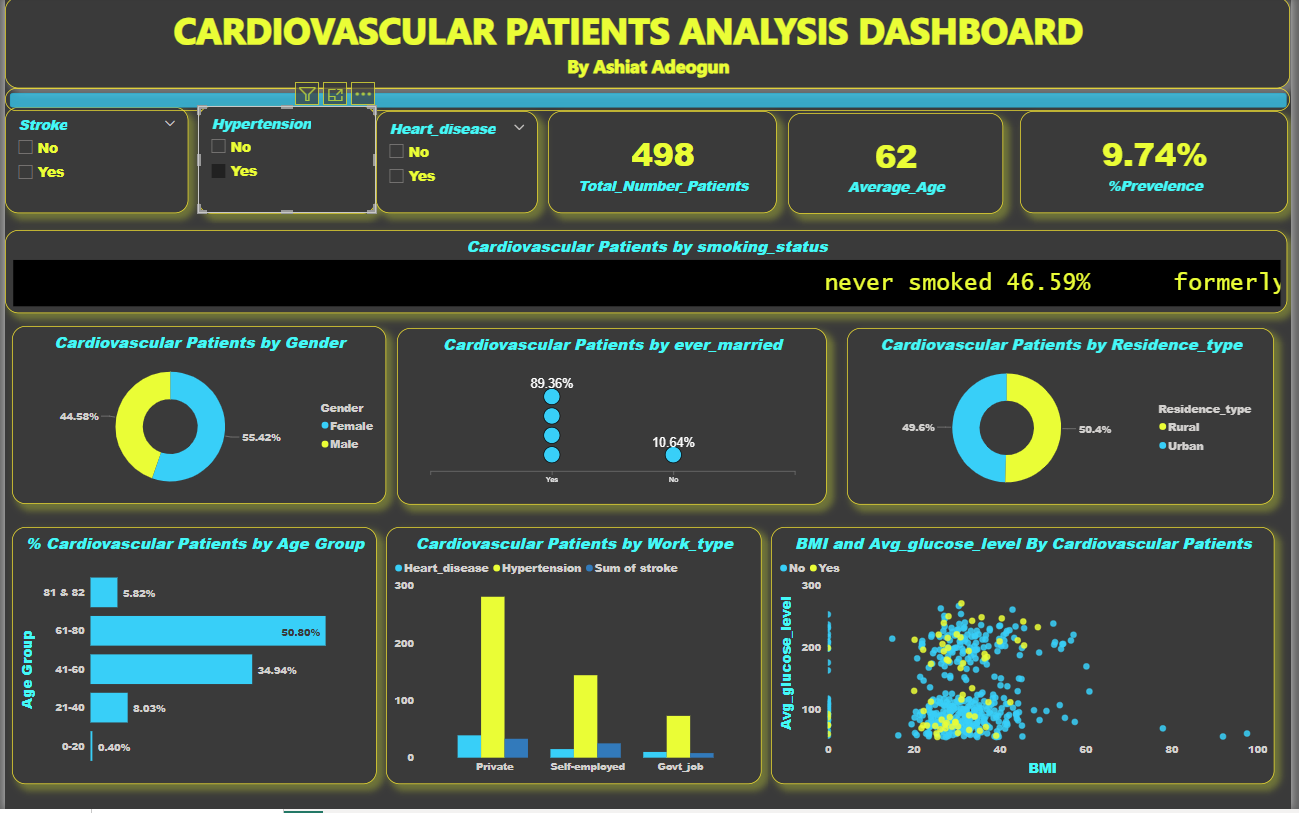 CARDIOVASCULAR PATIENTS ANALYSIS DASHBOARD
By Ashiat Adeogun
Stroke
No
Yes
Hypertension
No
Yes
Heart_disease
No
Yes
498
Total_Number_Patients
62
Average_Age
9.74%
%Prevelence
Cardiovascular Patients by smoking_status
never smoked 46.59% formerly
Cardiovascular Patients by Gender
44.58%
55.42%
Gender
Female
Male
Cardiovascular Patients by ever_married
89.36%
10.64%
Yes No
Cardiovascular Patients by Residence_type
49.6%
50.4%
Residence_type
Rural
Urban
% Cardiovascular Patients by Age Group
Age Group
81 & 82 5.82%
61-80 50.80%
41-60 34.94%
21-40 8.03%
0-20 0.40%
Cardiovascular Patients by Work_type
Heart_disease Hypertension Sum of stroke
300
200
100
0
Private Self-employed Govt_job
BMI and Avg_glucose_level By Cardiovascular Patients
No Yes
Avg_glucose_level
300
200
100
0 20 40 60 80 100
BMI